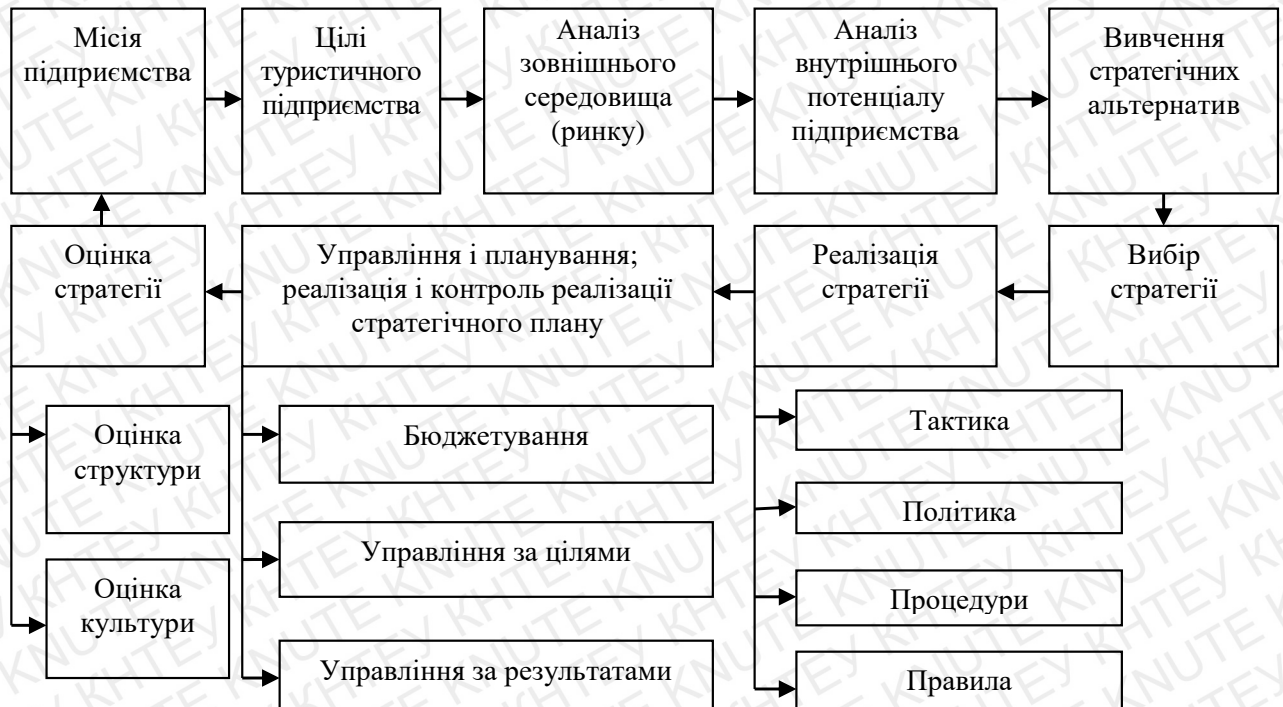 Місія
підприємства
Цілі
туристичного
підприємства
Аналіз
зовнішнього
середовища
(ринку)
Аналіз
внутрішнього
потенціалу
підприємства
Вивчення
стратегічних
альтернатив
Оцінка
стратегії
Управління і планування;
реалізація і контроль реалізації
стратегічного плану
Реалізація
стратегії
Вибір
стратегії
Оцінка
структури
Оцінка
культури
Бюджетування
Управління за цілями
Управління за результатами
Тактика
Політика
Процедури
Правила